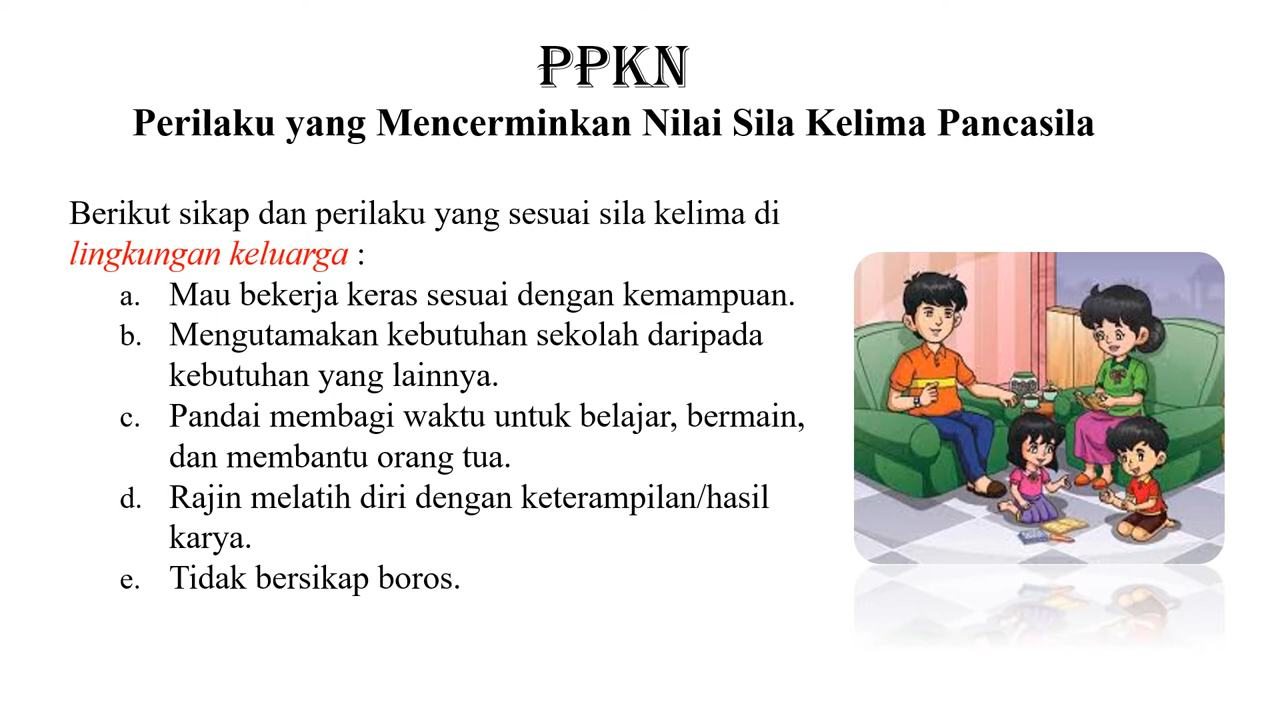 PPKN
Perilaku yang Mencerminkan Nilai Sila Kelima Pancasila
Berikut sikap dan perilaku yang sesuai sila kelima di
lingkungan keluarga :
a. Mau bekerja keras sesuai dengan kemampuan.
b. Mengutamakan kebutuhan sekolah daripada
kebutuhan yang lainnya.
c. Pandai membagi waktu untuk belajar, bermain,
dan membantu orang tua.
d. Rajin melatih diri dengan keterampilan/hasil
karya.
e. Tidak bersikap boros.